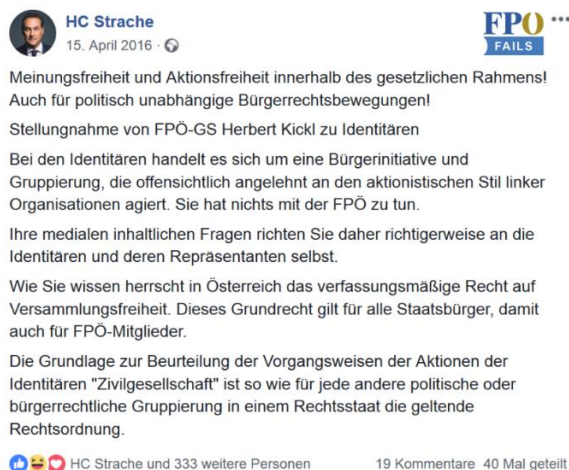 HC Strache
15. April 2016 ·
FPÖ
FAILS
Meinungsfreiheit und Aktionsfreiheit innerhalb des gesetzlichen Rahmens!
Auch für politisch unabhängige Bürgerrechtsbewegungen!
Stellungnahme von FPÖ-GS Herbert Kickl zu Identitären
Bei den Identitären handelt es sich um eine Bürgerinitiative und
Gruppierung, die offensichtlich angelehnt an den aktionistischen Stil linker
Organisationen agiert. Sie hat nichts mit der FPÖ zu tun.
Ihre medialen inhaltlichen Fragen richten Sie daher richtigerweise an die
Identitären und deren Repräsentanten selbst.
Wie Sie wissen herrscht in Österreich das verfassungsmäßige Recht auf
Versammlungsfreiheit. Dieses Grundrecht gilt für alle Staatsbürger, damit
auch für FPÖ-Mitglieder.
Die Grundlage zur Beurteilung der Vorgangsweisen der Aktionen der
Identitären "Zivilgesellschaft" ist so wie für jede andere politische oder
bürgerrechtliche Gruppierung in einem Rechtsstaat die geltende
Rechtsordnung.
HC Strache und 333 weitere Personen 19 Kommentare 40 Mal geteilt